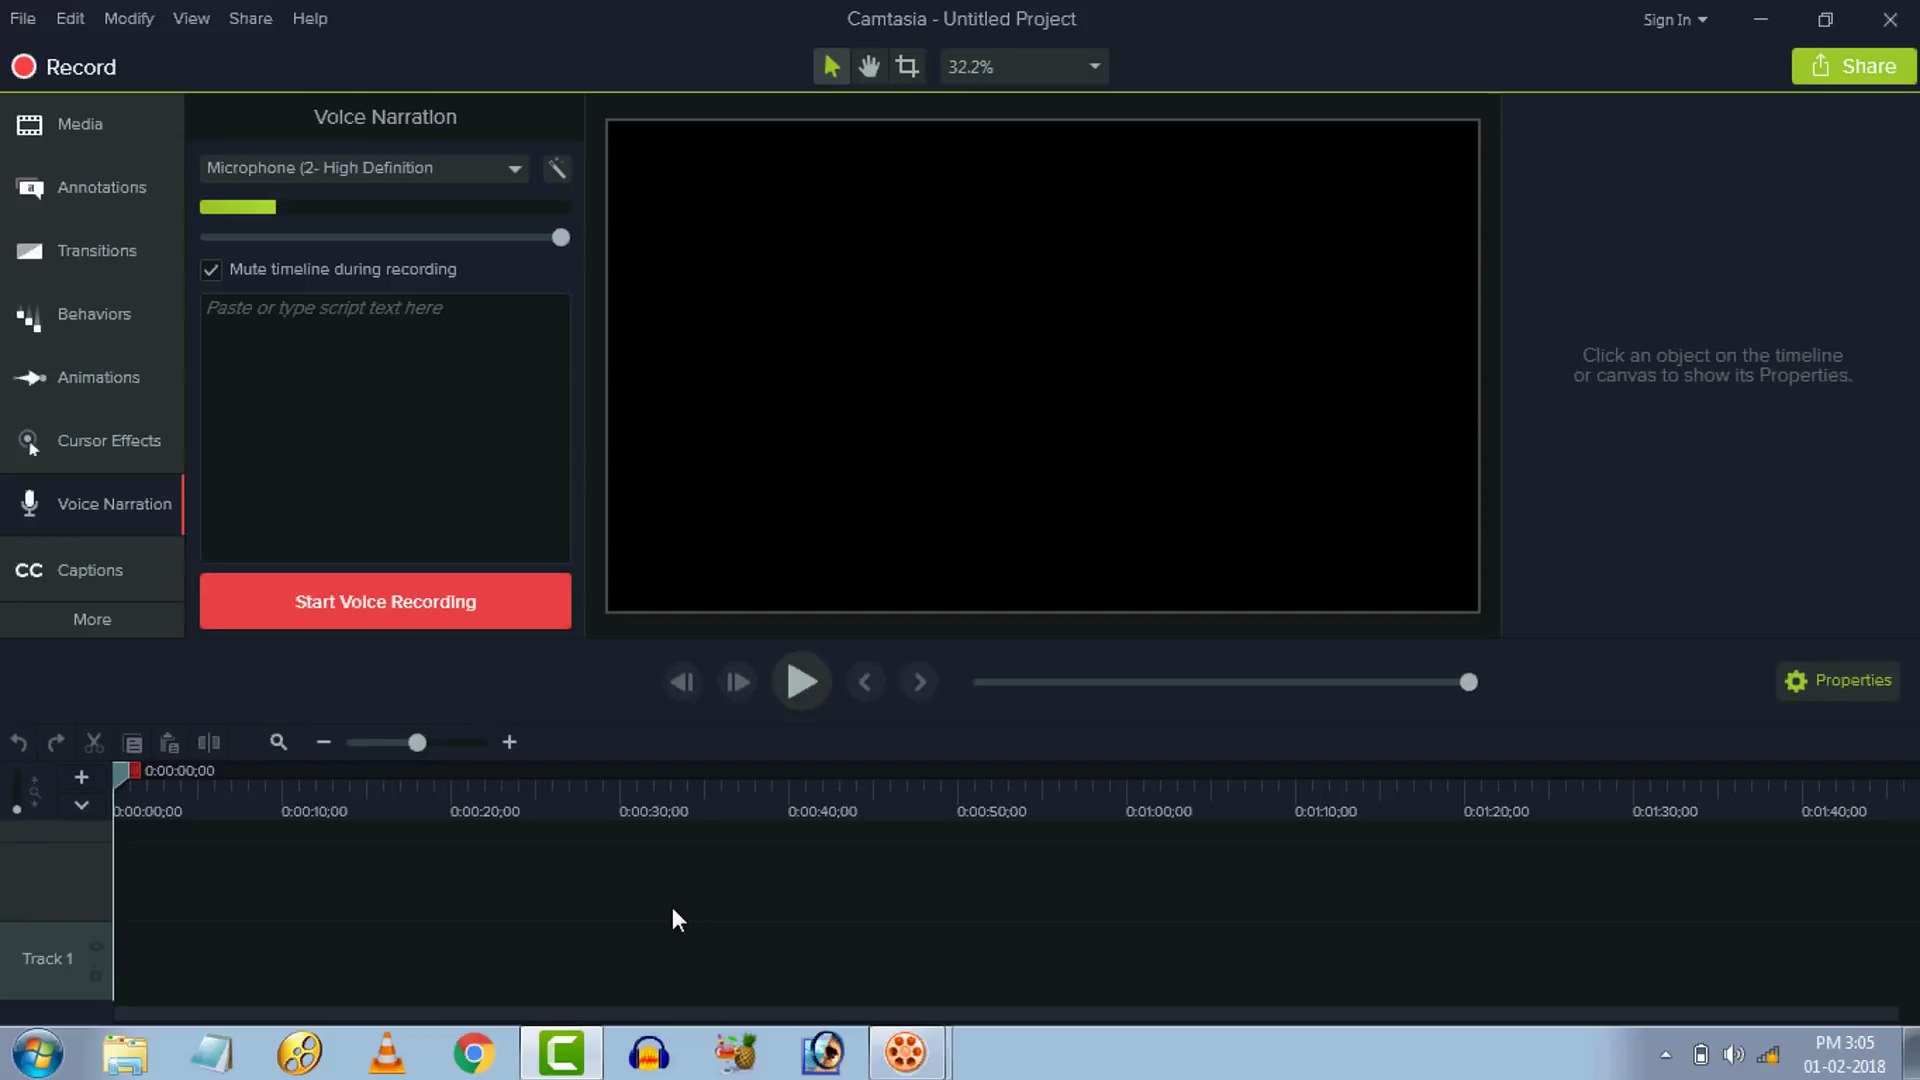 File Edit Modify View Share Help
Camtasia - Untitled Project
Sign In
Record
32.2%
Share
Media
Annotations
Transitions
Behaviors
Animations
Cursor Effects
Voice Narration
CC Captions
More
Voice Narration
Microphone (2- High Definition
Mute timeline during recording
Paste or type script text here
Start Voice Recording
Click an object on the timeline
or canvas to show its Properties.
Properties
0:00:00;00
0:00:00;00 0:00:10;00 0:00:20;00 0:00:30;00 0:00:40;00 0:00:50;00 0:01:00;00 0:01:10;00 0:01:20;00 0:01:30;00 0:01:40;00
Track 1
PM 3:05
01-02-2018